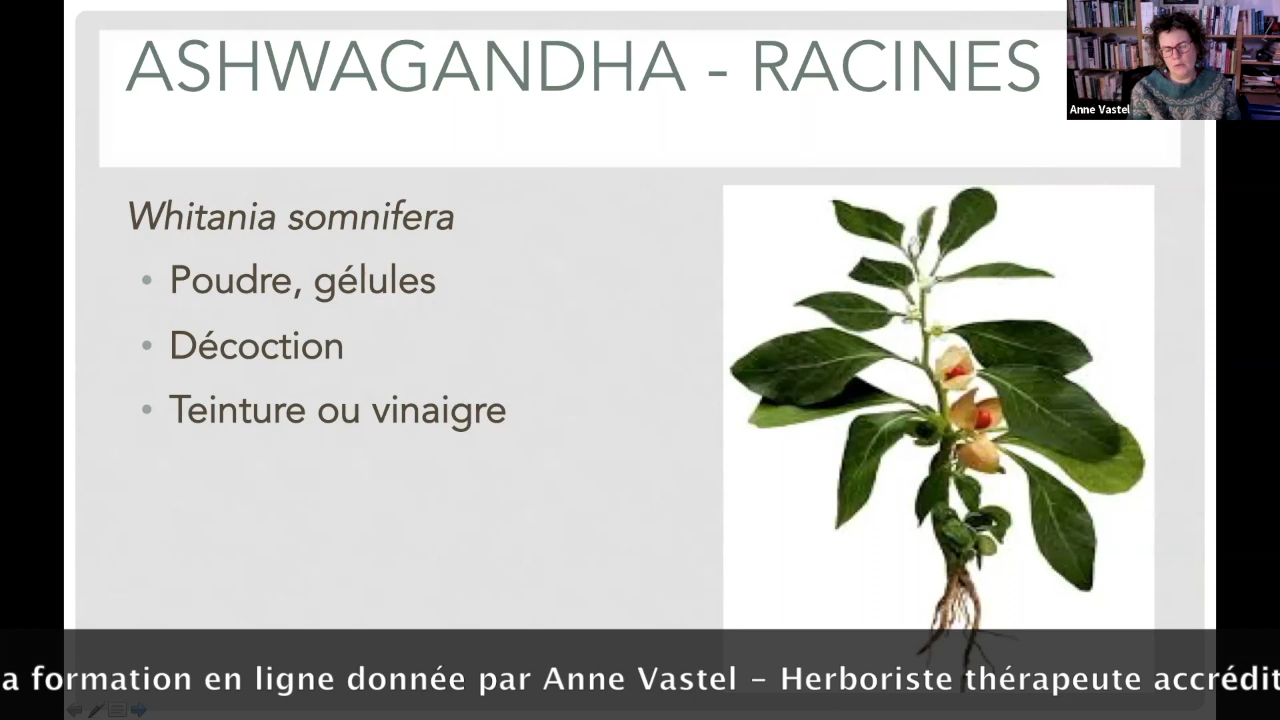 ASHWAGANDHA - RACINES
Anne Vastel
Whitania somnifera
• Poudre, gélules
• Décoction
• Teinture ou vinaigre
a formation en ligne donnée par Anne Vastel – Herboriste thérapeute accrédit